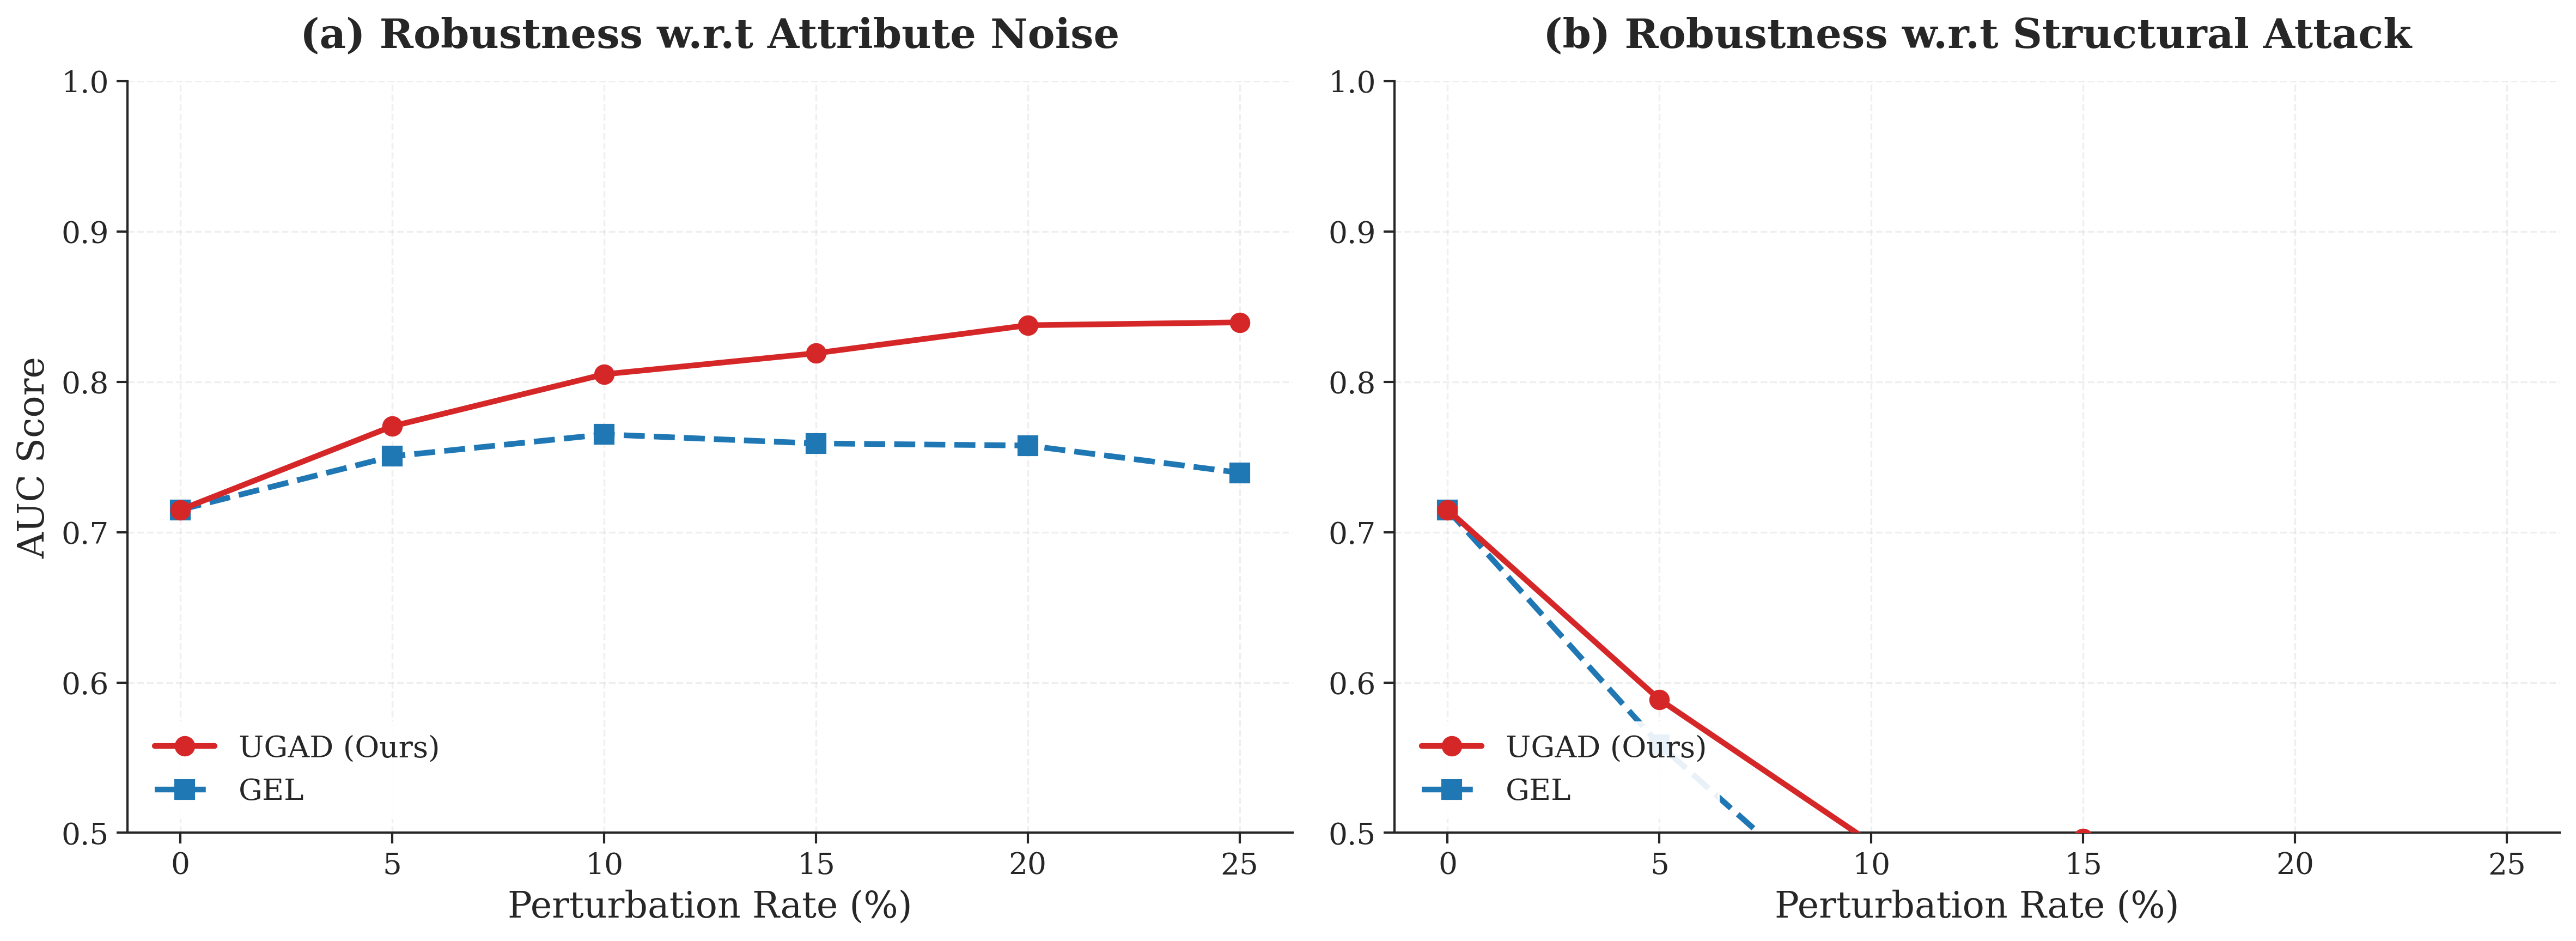 (a) Robustness w.r.t Attribute Noise
1.0
0.9
0.8
0.7
0.6
0.5
AUC Score
UGAD (Ours)
GEL
0 5 10 15 20 25
Perturbation Rate (%)
(b) Robustness w.r.t Structural Attack
1.0
0.9
0.8
0.7
0.6
0.5
UGAD (Ours)
GEL
0 5 10 15 20 25
Perturbation Rate (%)